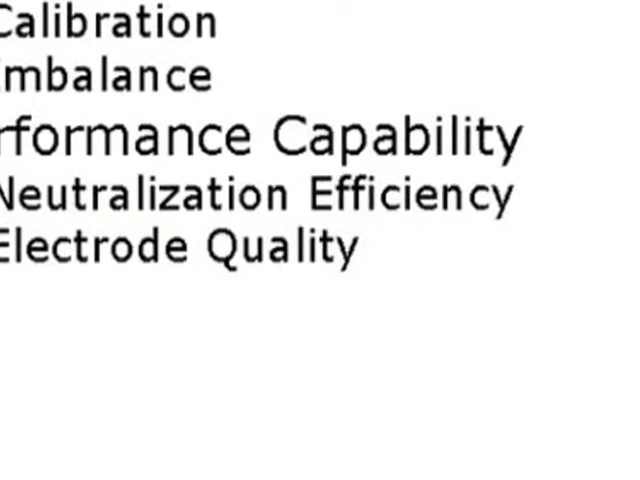 Calibration
Imbalance
rformance Capability
Neutralization Efficiency
Electrode Quality